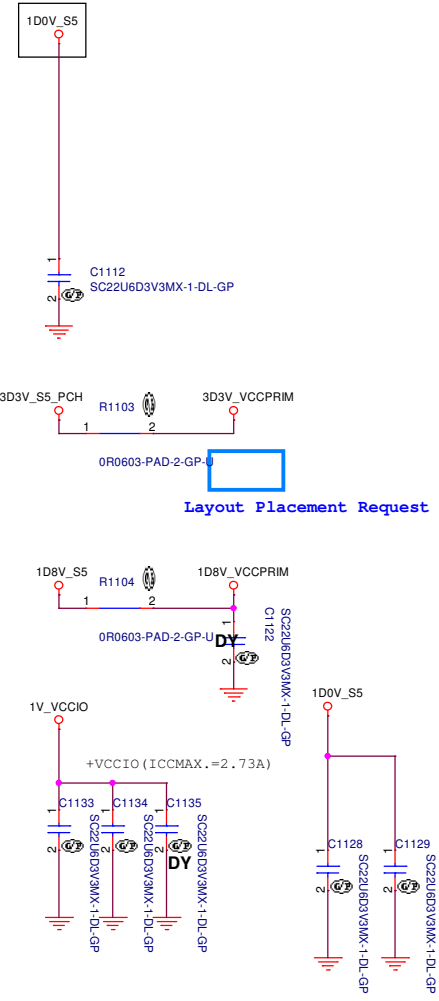 1D0V_S5
1
C1112
SC22U6D3V3MX-1-DL-GP
2
3D3V_S5_PCH
R1103
3D3V_VCCPRIM
1
2
0R0603-PAD-2-GP-U
Layout Placement Request
1D8V_S5
R1104
1D8V_VCCPRIM
1
2
0R0603-PAD-2-GP-U
1
C1122
SC22U6D3V3MX-1-DL-GP
DY
2
1V_VCCIO
1D0V_S5
+VCCIO(ICCMAX.=2.73A)
1
C1133
SC22U6D3V3MX-1-DL-GP
2
1
C1134
SC22U6D3V3MX-1-DL-GP
2
1
C1135
SC22U6D3V3MX-1-DL-GP
2
DY
1
C1128
SC22U6D3V3MX-1-DL-GP
2
1
C1129
SC22U6D3V3MX-1-DL-GP
2